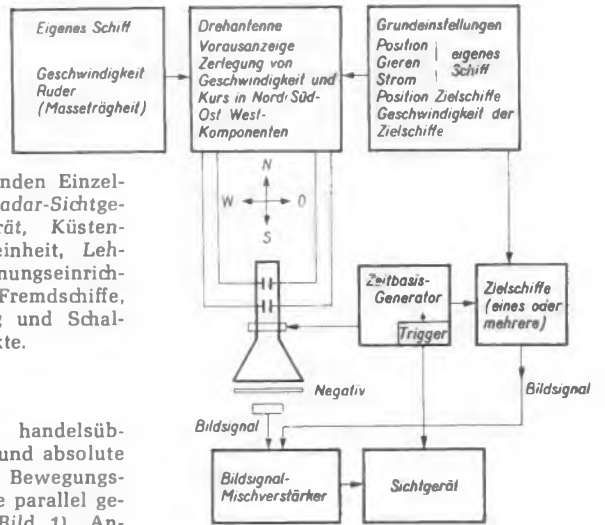 Eigenes Schiff
Geschwindigkeit
Ruder
(Masseträgheit)
Drehantenne
Vorausanzeige
Zerlegung von
Geschwindigkeit und
Kurs in Nord-Süd-
Ost West-
Komponenten
Grundeinstellungen
Position
Gieren
Strom
eigenes
Schiff
Position Zielschiffe
Geschwindigkeit der
Zielschiffe
nden Einzel-
adar-Sichtge-
rät, Küsten-
einheit, Leh-
nungseinrich-
Fremdschiffe,
g und Schal-
kte.
N
W
O
S
Zeitbasis-
Generator
Trigger
Zielschiffe
(eines oder
mehrere)
Negativ
Bildsignal
Bildsignal
handelsüb-
und absolute
Bewegungs-
e parallel ge-
Bild 1). An-
Bildsignal-
Mischverstärker
Sichtgerät